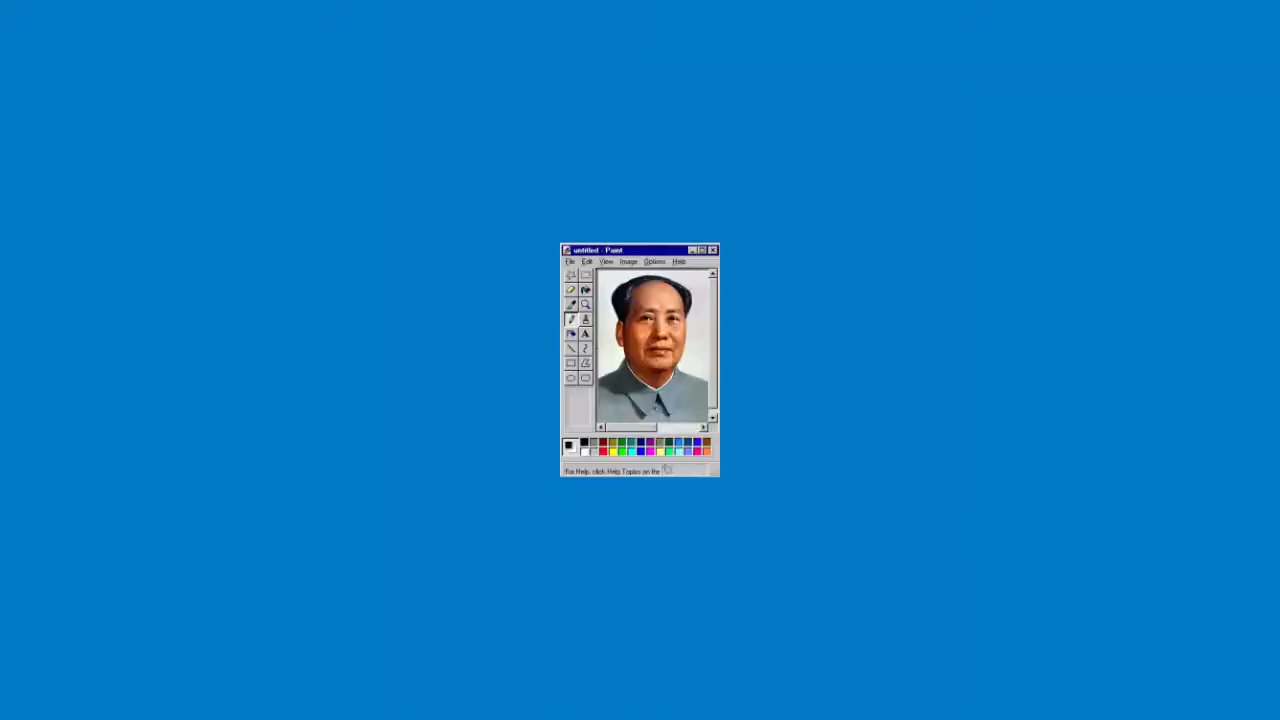 untitled - Paint
File Edit View Image Options Help
A
For Help, click Help Topics on the